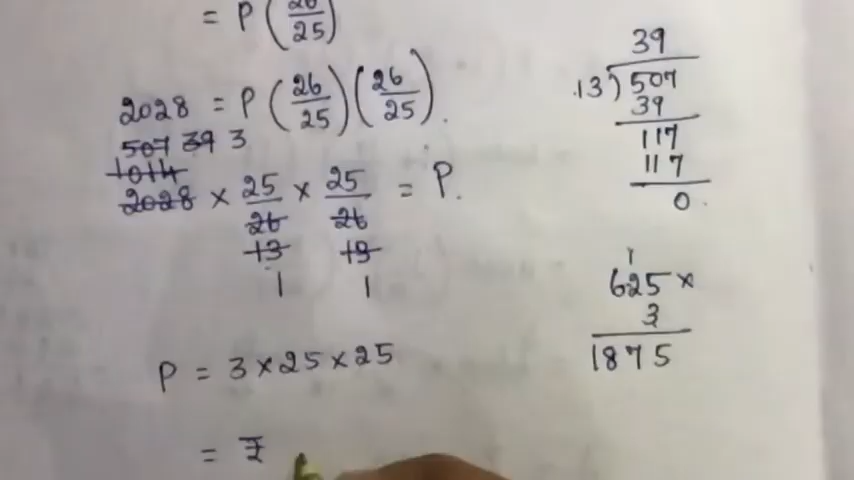 = P (26/25)
2028 = P (26/25) (26/25).
507 39 3
1014
2028 × 25/26 × 25/26 = P.
13 13
1 1
P = 3 × 25 × 25
= ₹
39
13) 507
39
117
117
0.
1
625 ×
3
1875